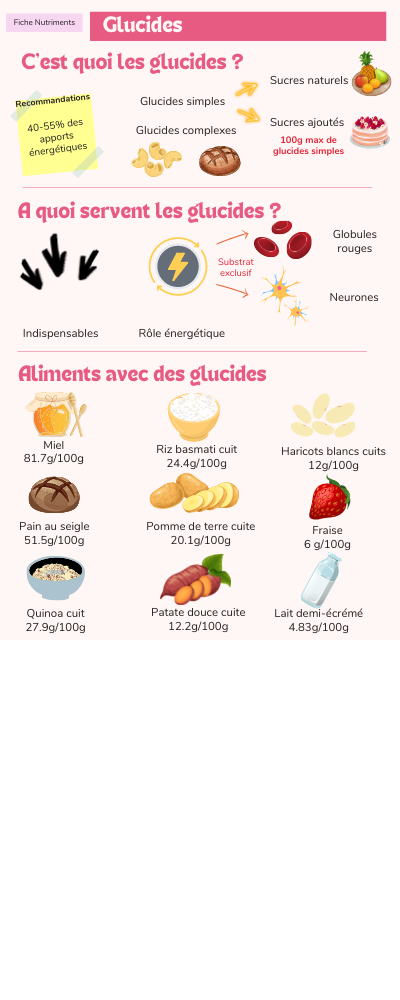 Fiche Nutriments
Glucides
C'est quoi les glucides ?
Recommandations
40-55% des
apports
énergétiques
Glucides simples
Glucides complexes
Sucres naturels
Sucres ajoutés
100g max de
glucides simples
A quoi servent les glucides ?
Indispensables
Rôle énergétique
Substrat
exclusif
Globules
rouges
Neurones
Aliments avec des glucides
Miel
81.7g/100g
Riz basmati cuit
24.4g/100g
Haricots blancs cuits
12g/100g
Pain au seigle
51.5g/100g
Pomme de terre cuite
20.1g/100g
Fraise
6 g/100g
Quinoa cuit
27.9g/100g
Patate douce cuite
12.2g/100g
Lait demi-écrémé
4.83g/100g